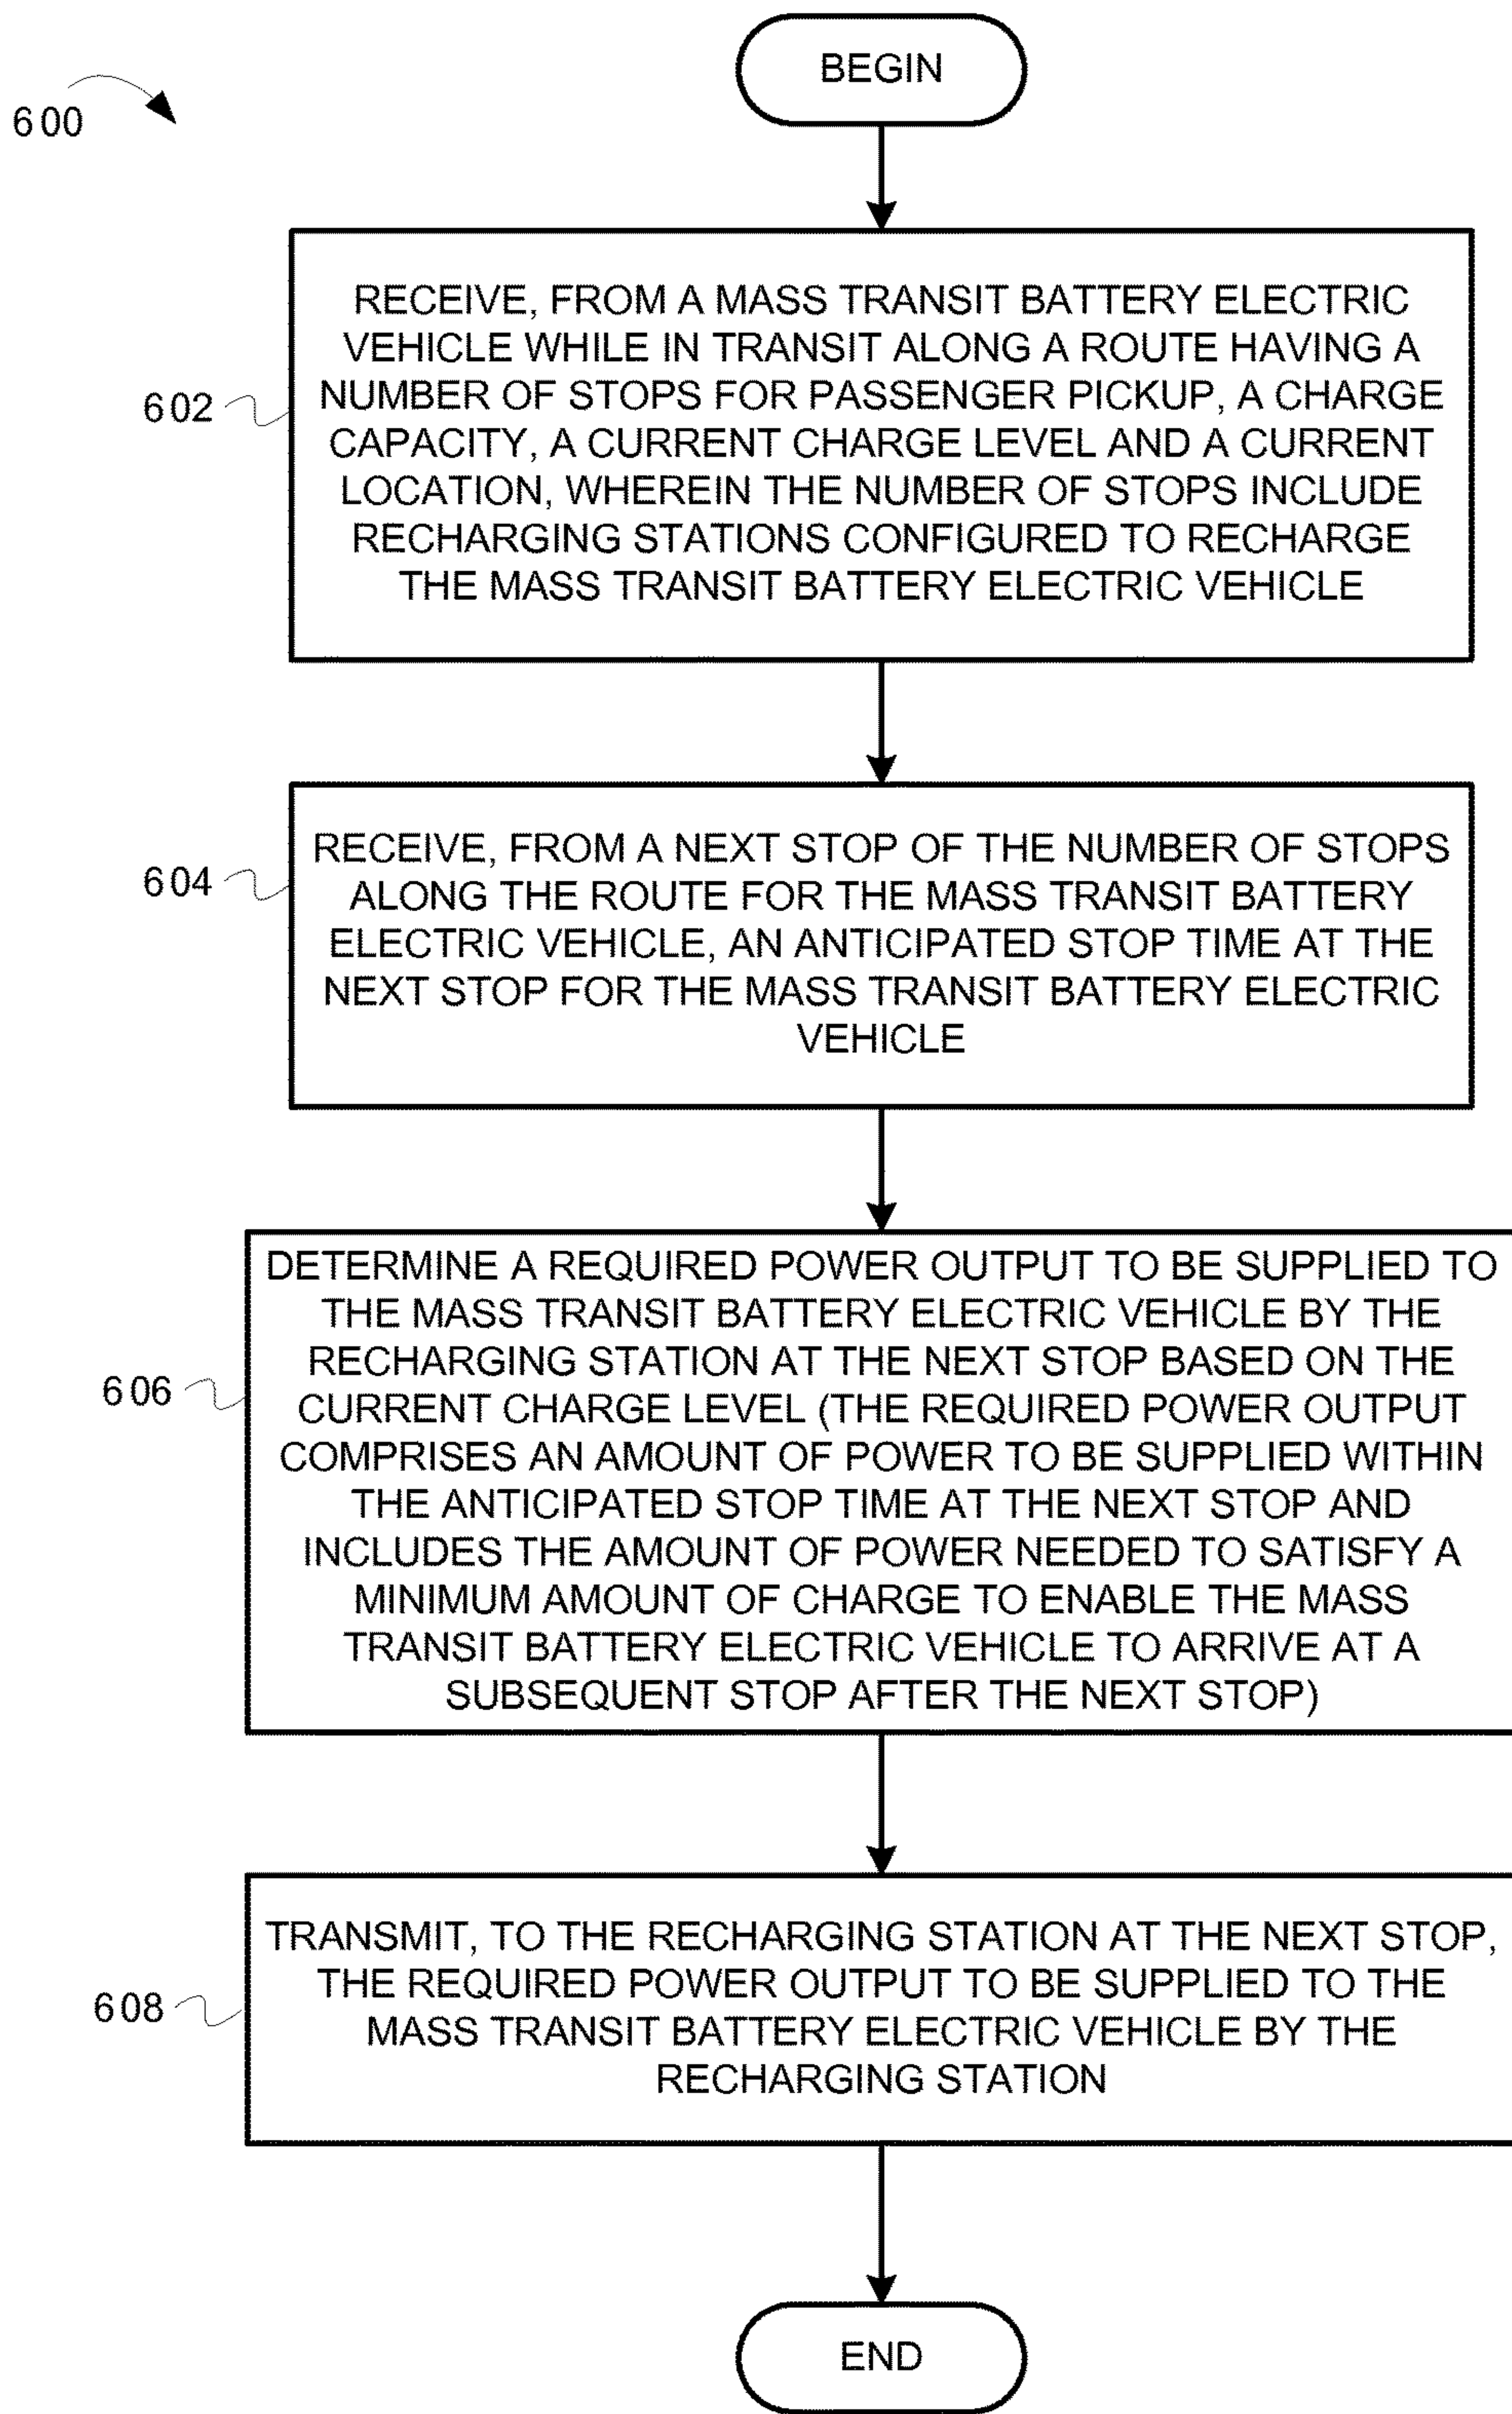 BEGIN
600
RECEIVE, FROM A MASS TRANSIT BATTERY ELECTRIC
VEHICLE WHILE IN TRANSIT ALONG A ROUTE HAVING A
NUMBER OF STOPS FOR PASSENGER PICKUP, A CHARGE
CAPACITY, A CURRENT CHARGE LEVEL AND A CURRENT
LOCATION, WHEREIN THE NUMBER OF STOPS INCLUDE
RECHARGING STATIONS CONFIGURED TO RECHARGE
THE MASS TRANSIT BATTERY ELECTRIC VEHICLE
602
RECEIVE, FROM A NEXT STOP OF THE NUMBER OF STOPS
ALONG THE ROUTE FOR THE MASS TRANSIT BATTERY
ELECTRIC VEHICLE, AN ANTICIPATED STOP TIME AT THE
NEXT STOP FOR THE MASS TRANSIT BATTERY ELECTRIC
VEHICLE
604
DETERMINE A REQUIRED POWER OUTPUT TO BE SUPPLIED TO
THE MASS TRANSIT BATTERY ELECTRIC VEHICLE BY THE
RECHARGING STATION AT THE NEXT STOP BASED ON THE
CURRENT CHARGE LEVEL (THE REQUIRED POWER OUTPUT
COMPRISES AN AMOUNT OF POWER TO BE SUPPLIED WITHIN
THE ANTICIPATED STOP TIME AT THE NEXT STOP AND
INCLUDES THE AMOUNT OF POWER NEEDED TO SATISFY A
MINIMUM AMOUNT OF CHARGE TO ENABLE THE MASS
TRANSIT BATTERY ELECTRIC VEHICLE TO ARRIVE AT A
SUBSEQUENT STOP AFTER THE NEXT STOP)
606
TRANSMIT, TO THE RECHARGING STATION AT THE NEXT STOP,
THE REQUIRED POWER OUTPUT TO BE SUPPLIED TO THE
MASS TRANSIT BATTERY ELECTRIC VEHICLE BY THE
RECHARGING STATION
608
END